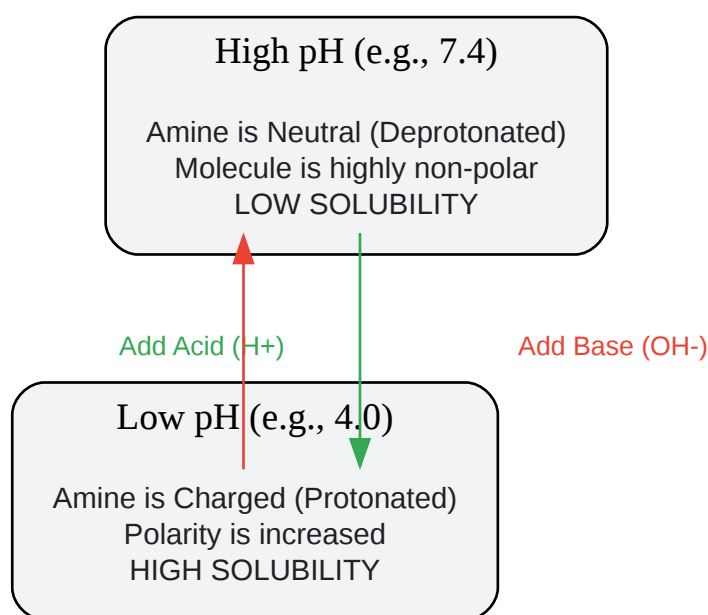 High pH (e.g., 7.4)
Amine is Neutral (Deprotonated)
Molecule is highly non-polar
LOW SOLUBILITY
Add Acid (H+)
Add Base (OH-)
Low pH (e.g., 4.0)
Amine is Charged (Protonated)
Polarity is increased
HIGH SOLUBILITY